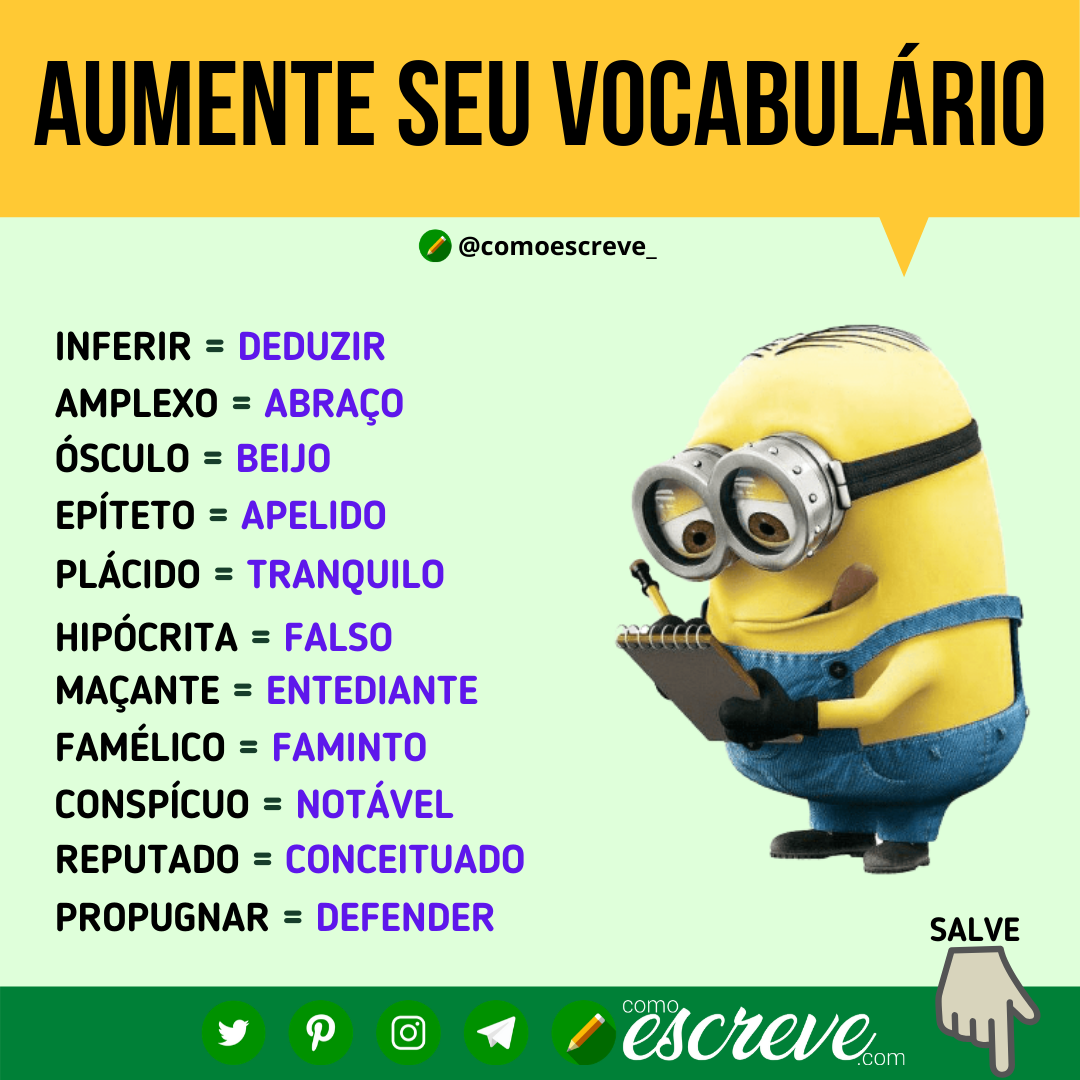 AUMENTE SEU VOCABULÁRIO
@comoescreve_
INFERIR = DEDUZIR
AMPLEXO = ABRAÇO
ÓSCULO = BEIJO
EPÍTETO = APELIDO
PLÁCIDO = TRANQUILO
HIPÓCRITA = FALSO
MAÇANTE = ENTEDIANTE
FAMÉLICO = FAMINTO
CONSPÍCUO = NOTÁVEL
REPUTADO = CONCEITUADO
PROPUGNAR = DEFENDER
SALVE
como
escreve
.com